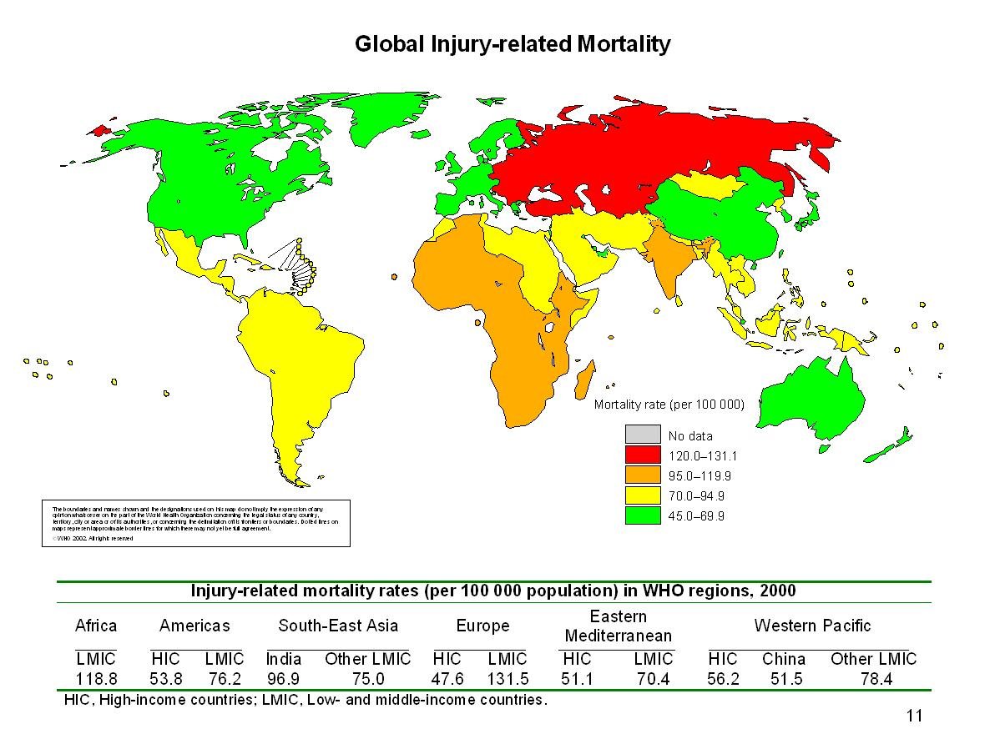 Global Injury-related Mortality
Mortality rate (per 100 000)
No data
120.0–131.1
95.0–119.9
70.0–94.9
45.0–69.9
The boundaries and names shown and the designations used on this map do not imply the expression of any
opinion whatsoever on the part of the World Health Organization concerning the legal status of any country,
territory, city or area or of its authorities, or concerning the delimitation of its frontiers or boundaries. Dotted lines on
maps represent approximate border lines for which there may not yet be full agreement.
© WHO 2002. All rights reserved
Injury-related mortality rates (per 100 000 population) in WHO regions, 2000
Africa Americas South-East Asia Europe Eastern Mediterranean Western Pacific
LMIC HIC LMIC India Other LMIC HIC LMIC HIC LMIC HIC China Other LMIC
118.8 53.8 76.2 96.9 75.0 47.6 131.5 51.1 70.4 56.2 51.5 78.4
HIC, High-income countries; LMIC, Low- and middle-income countries.
11